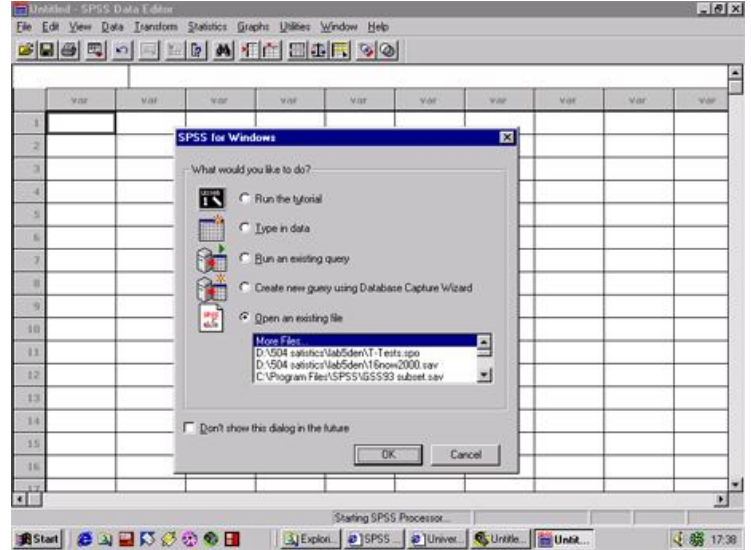 Untitled - SPSS Data Editor
File Edit View Data Transform Statistics Graphs Utilities Window Help
var var var var var var var var var var
1
2
3
4
5
6
7
8
9
10
11
12
13
14
15
16
17
SPSS for Windows
What would you like to do?
Run the tutorial
Type in data
Run an existing query
Create new query using Database Capture Wizard
Open an existing file
More Files...
D:\504 satistics\lab5den\T-Tests.spo
D:\504 satistics\lab5den\16now2000.sav
C:\Program Files\SPSS\GSS93 subset.sav
Don't show this dialog in the future
OK Cancel
Starting SPSS Processor...
Start Explori... SPSS ... Univer... Untitle... Untit... 17:38